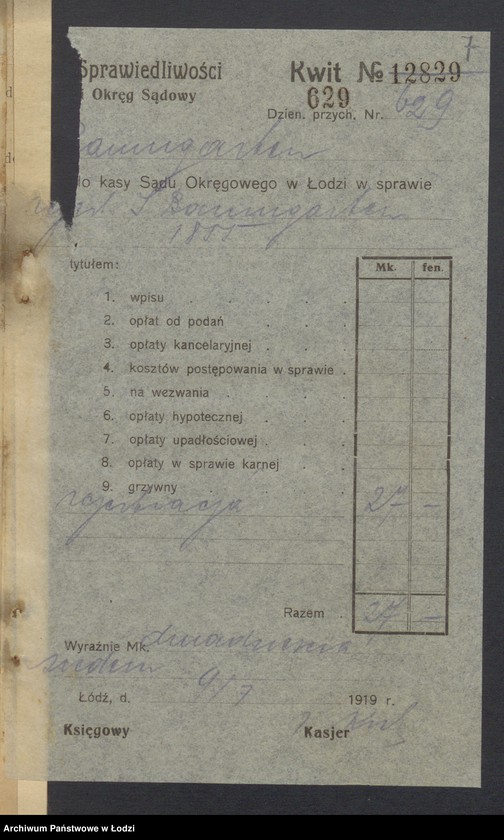 7
Sprawiedliwości
Okręg Sądowy
Kwit № 12829
629
Dzien. przych. Nr. 629
Baumgarten
do kasy Sądu Okręgowego w Łodzi w sprawie
S Baumgarten
1855
tytułem:
Mk. fen.
1. wpisu
2. opłat od podań
3. opłaty kancelaryjnej
4. kosztów postępowania w sprawie
5. na wezwania
6. opłaty hypotecznej
7. opłaty upadłościowej
8. opłaty w sprawie karnej
9. grzywny
rejestracja 27 —
Razem 27 —
Wyraźnie Mk. dwadzieścia
siedem
Łódź, d. 9/7 1919 r.
Księgowy Kasjer
Archiwum Państwowe w Łodzi